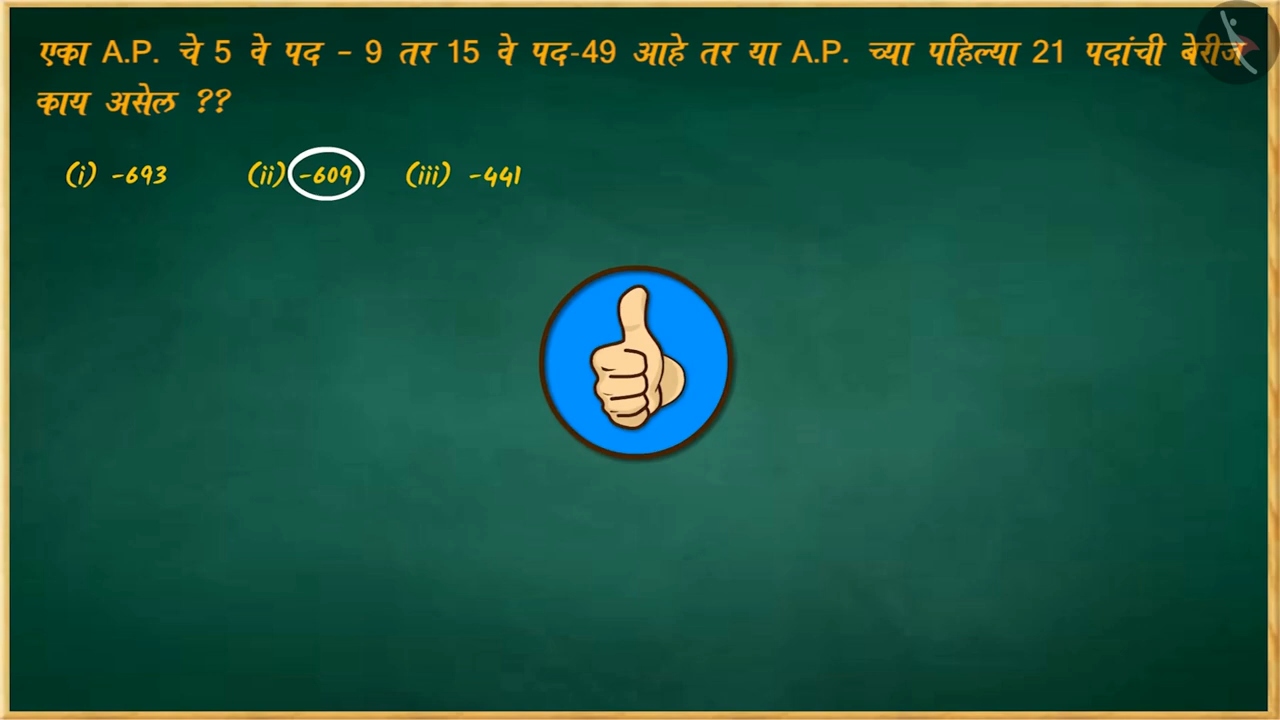 एका A.P. चे 5 वे पद - 9 तर 15 वे पद-49 आहे तर या A.P. च्या पहिल्या 21 पदांची बेरीज
काय असेल ??
(i) -693 (ii) -609 (iii) -441